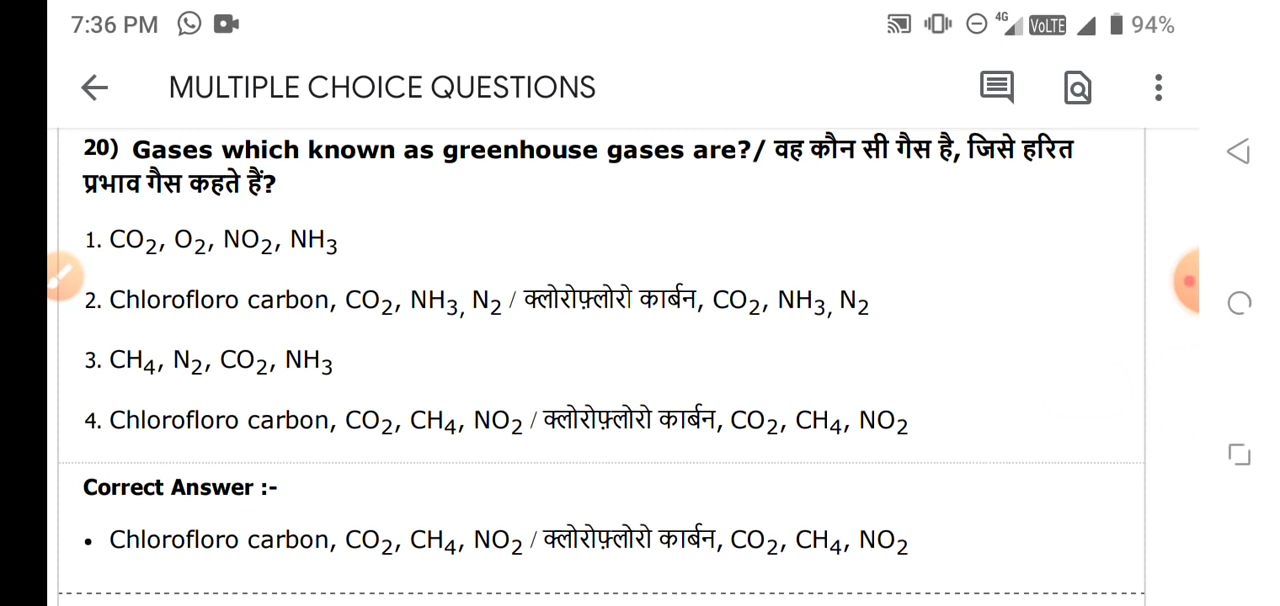 7:36 PM 4G VoLTE 94%
MULTIPLE CHOICE QUESTIONS
20) Gases which known as greenhouse gases are?/ वह कौन सी गैस है, जिसे हरित
प्रभाव गैस कहते हैं?
1. CO2, O2, NO2, NH3
2. Chlorofloro carbon, CO2, NH3, N2 / क्लोरोफ़्लोरो कार्बन, CO2, NH3, N2
3. CH4, N2, CO2, NH3
4. Chlorofloro carbon, CO2, CH4, NO2 / क्लोरोफ़्लोरो कार्बन, CO2, CH4, NO2
Correct Answer :-
• Chlorofloro carbon, CO2, CH4, NO2 / क्लोरोफ़्लोरो कार्बन, CO2, CH4, NO2